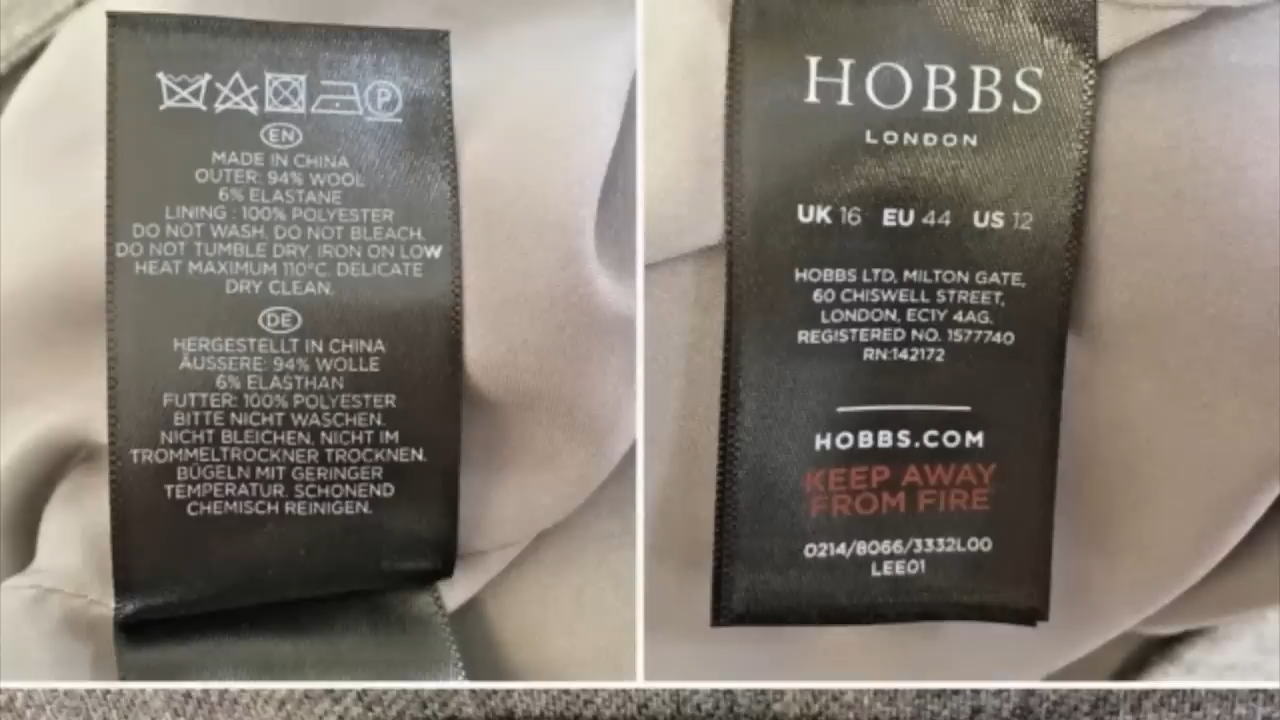 P
EN
MADE IN CHINA
OUTER: 94% WOOL
6% ELASTANE
LINING : 100% POLYESTER
DO NOT WASH. DO NOT BLEACH.
DO NOT TUMBLE DRY. IRON ON LOW
HEAT MAXIMUM 110°C. DELICATE
DRY CLEAN.
DE
HERGESTELLT IN CHINA
ÄUSSERE: 94% WOLLE
6% ELASTHAN
FUTTER: 100% POLYESTER
BITTE NICHT WASCHEN.
NICHT BLEICHEN. NICHT IM
TROMMELTROCKNER TROCKNEN.
BÜGELN MIT GERINGER
TEMPERATUR. SCHONEND
CHEMISCH REINIGEN.
HOBBS
LONDON
UK 16 EU 44 US 12
HOBBS LTD, MILTON GATE,
60 CHISWELL STREET,
LONDON, EC1Y 4AG.
REGISTERED NO. 1577740
RN:142172
HOBBS.COM
KEEP AWAY
FROM FIRE
0214/8066/3332L00
LEE01